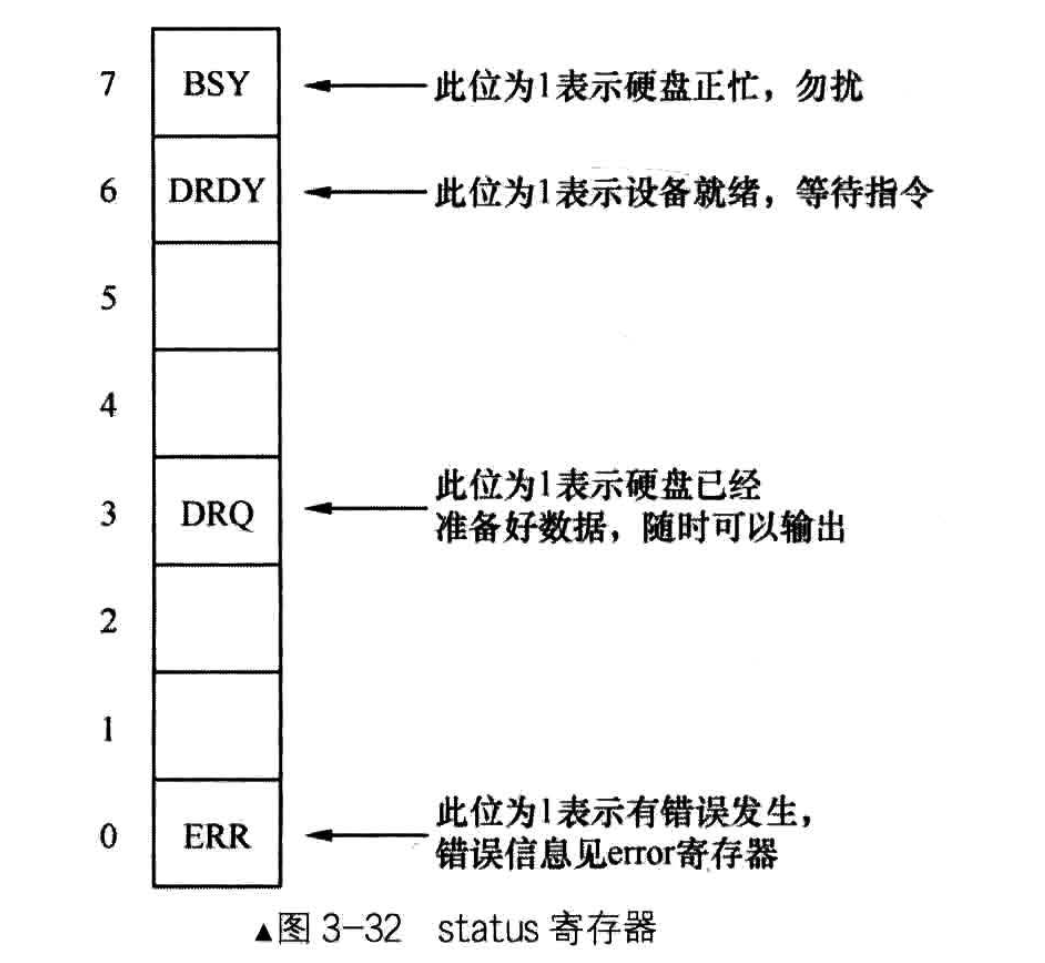 7 BSY 此位为1表示硬盘正忙，勿扰
6 DRDY 此位为1表示设备就绪，等待指令
5
4
此位为1表示硬盘已经
3 DRQ 准备好数据，随时可以输出
2
1
此位为1表示有错误发生，
0 ERR 错误信息见error寄存器
▲图 3-32 status 寄存器